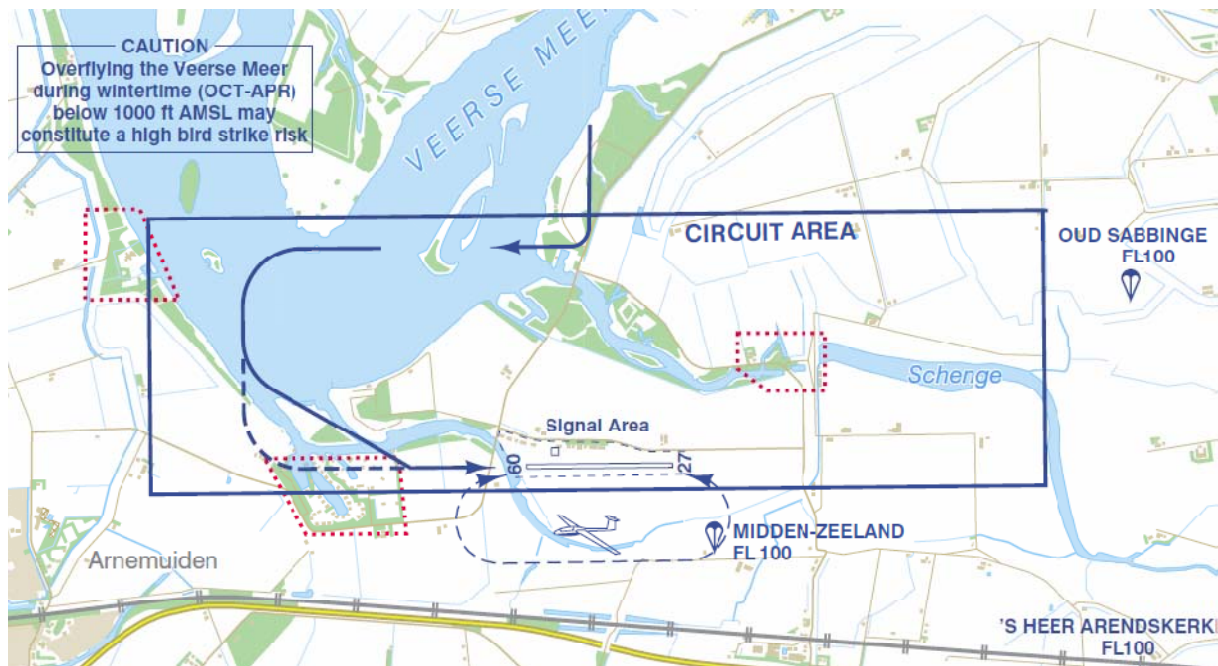 CAUTION
Overflying the Veerse Meer
during wintertime (OCT-APR)
below 1000 ft AMSL may
constitute a high bird strike risk
VEERSE MEER
CIRCUIT AREA
OUD SABBINGE
FL100
Schenge
Signal Area
09
27
MIDDEN-ZEELAND
FL 100
Arnemuiden
'S HEER ARENDSKERK
FL100